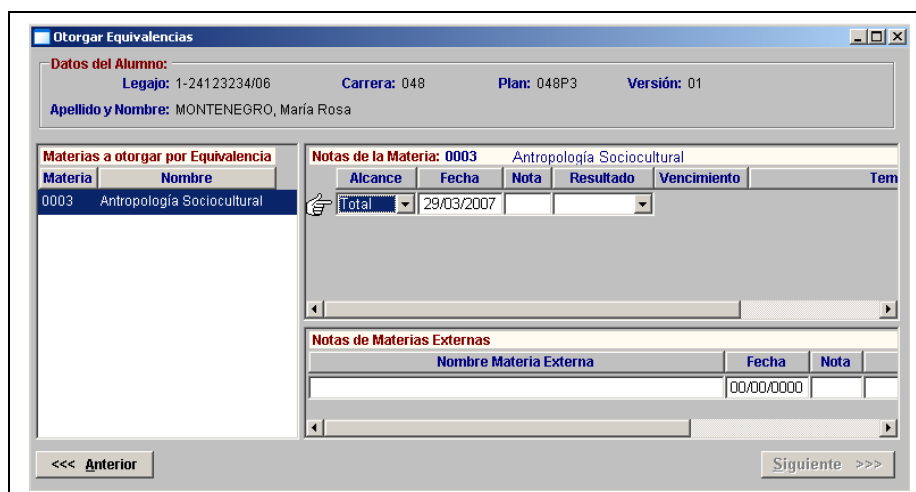 Otorgar Equivalencias
Datos del Alumno:
Legajo: 1-24123234/06 Carrera: 048 Plan: 048P3 Versión: 01
Apellido y Nombre: MONTENEGRO, María Rosa
Materias a otorgar por Equivalencia
Materia Nombre
0003 Antropología Sociocultural
Notas de la Materia: 0003 Antropología Sociocultural
Alcance Fecha Nota Resultado Vencimiento Tem
Total 29/03/2007
Notas de Materias Externas
Nombre Materia Externa Fecha Nota
00/00/0000
<<< Anterior
Siguiente >>>